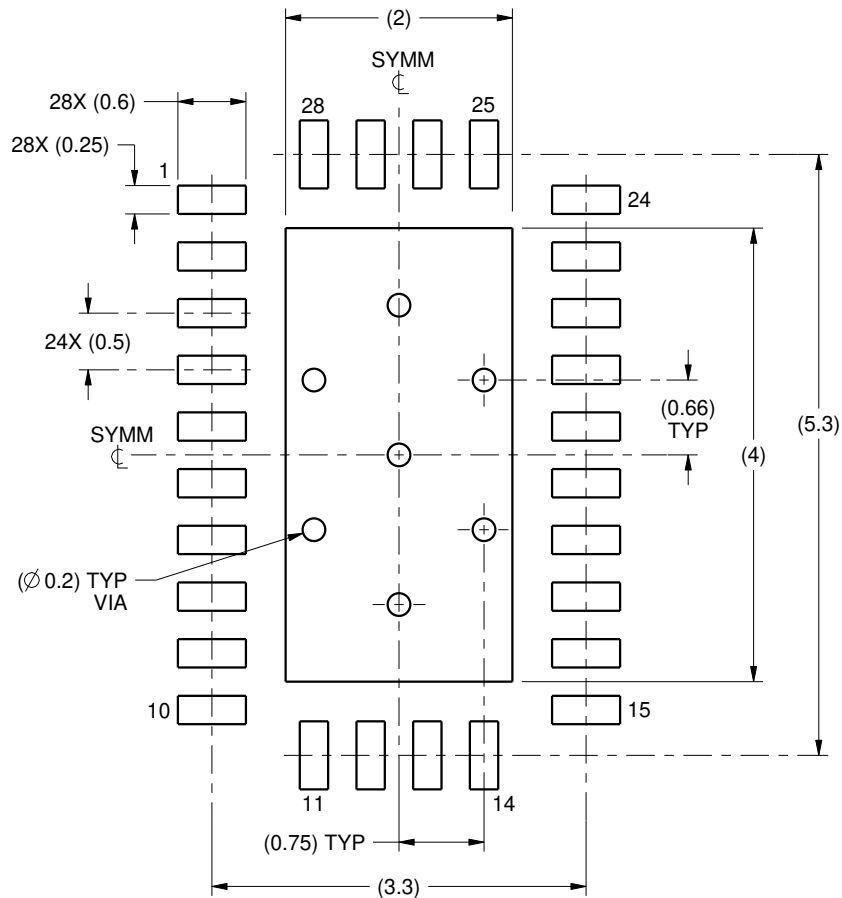 (2)
SYMM
℄
28X (0.6)
28
25
28X (0.25)
1
24
24X (0.5)
(0.66)
TYP
(5.3)
SYMM
℄
(4)
(∅ 0.2) TYP
VIA
10
15
11
14
(0.75) TYP
(3.3)